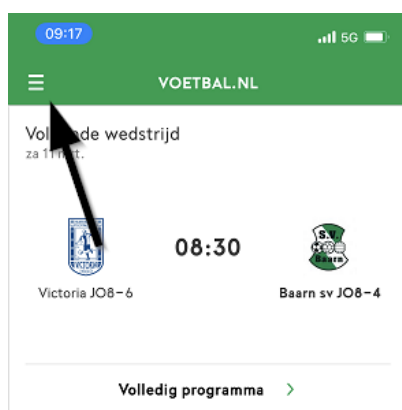 09:17
5G
VOETBAL.NL
wedstrijd
za 11
08:30
S.V.
Baarn
Victoria JO8-6
Baarn sv JO8-4
Volledig programma